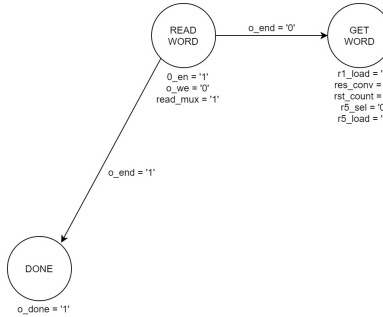 READ
WORD
o_end = '0'
GET
WORD
0_en = '1'
o_we = '0'
read_mux = '1'
r1_load = '
res_conv =
rst_count =
r5_sel = '0
r5_load = '
o_end = '1'
DONE
o_done = '1'